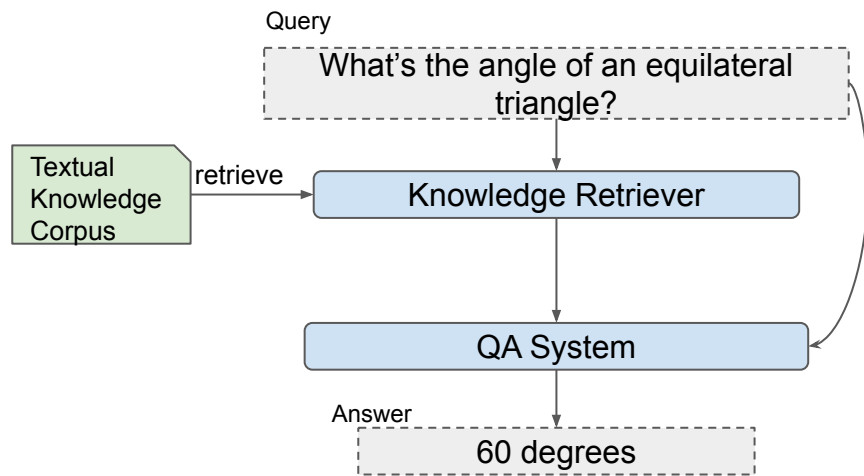 Query
What’s the angle of an equilateral
triangle?
Textual
Knowledge
Corpus
retrieve
Knowledge Retriever
QA System
Answer
60 degrees